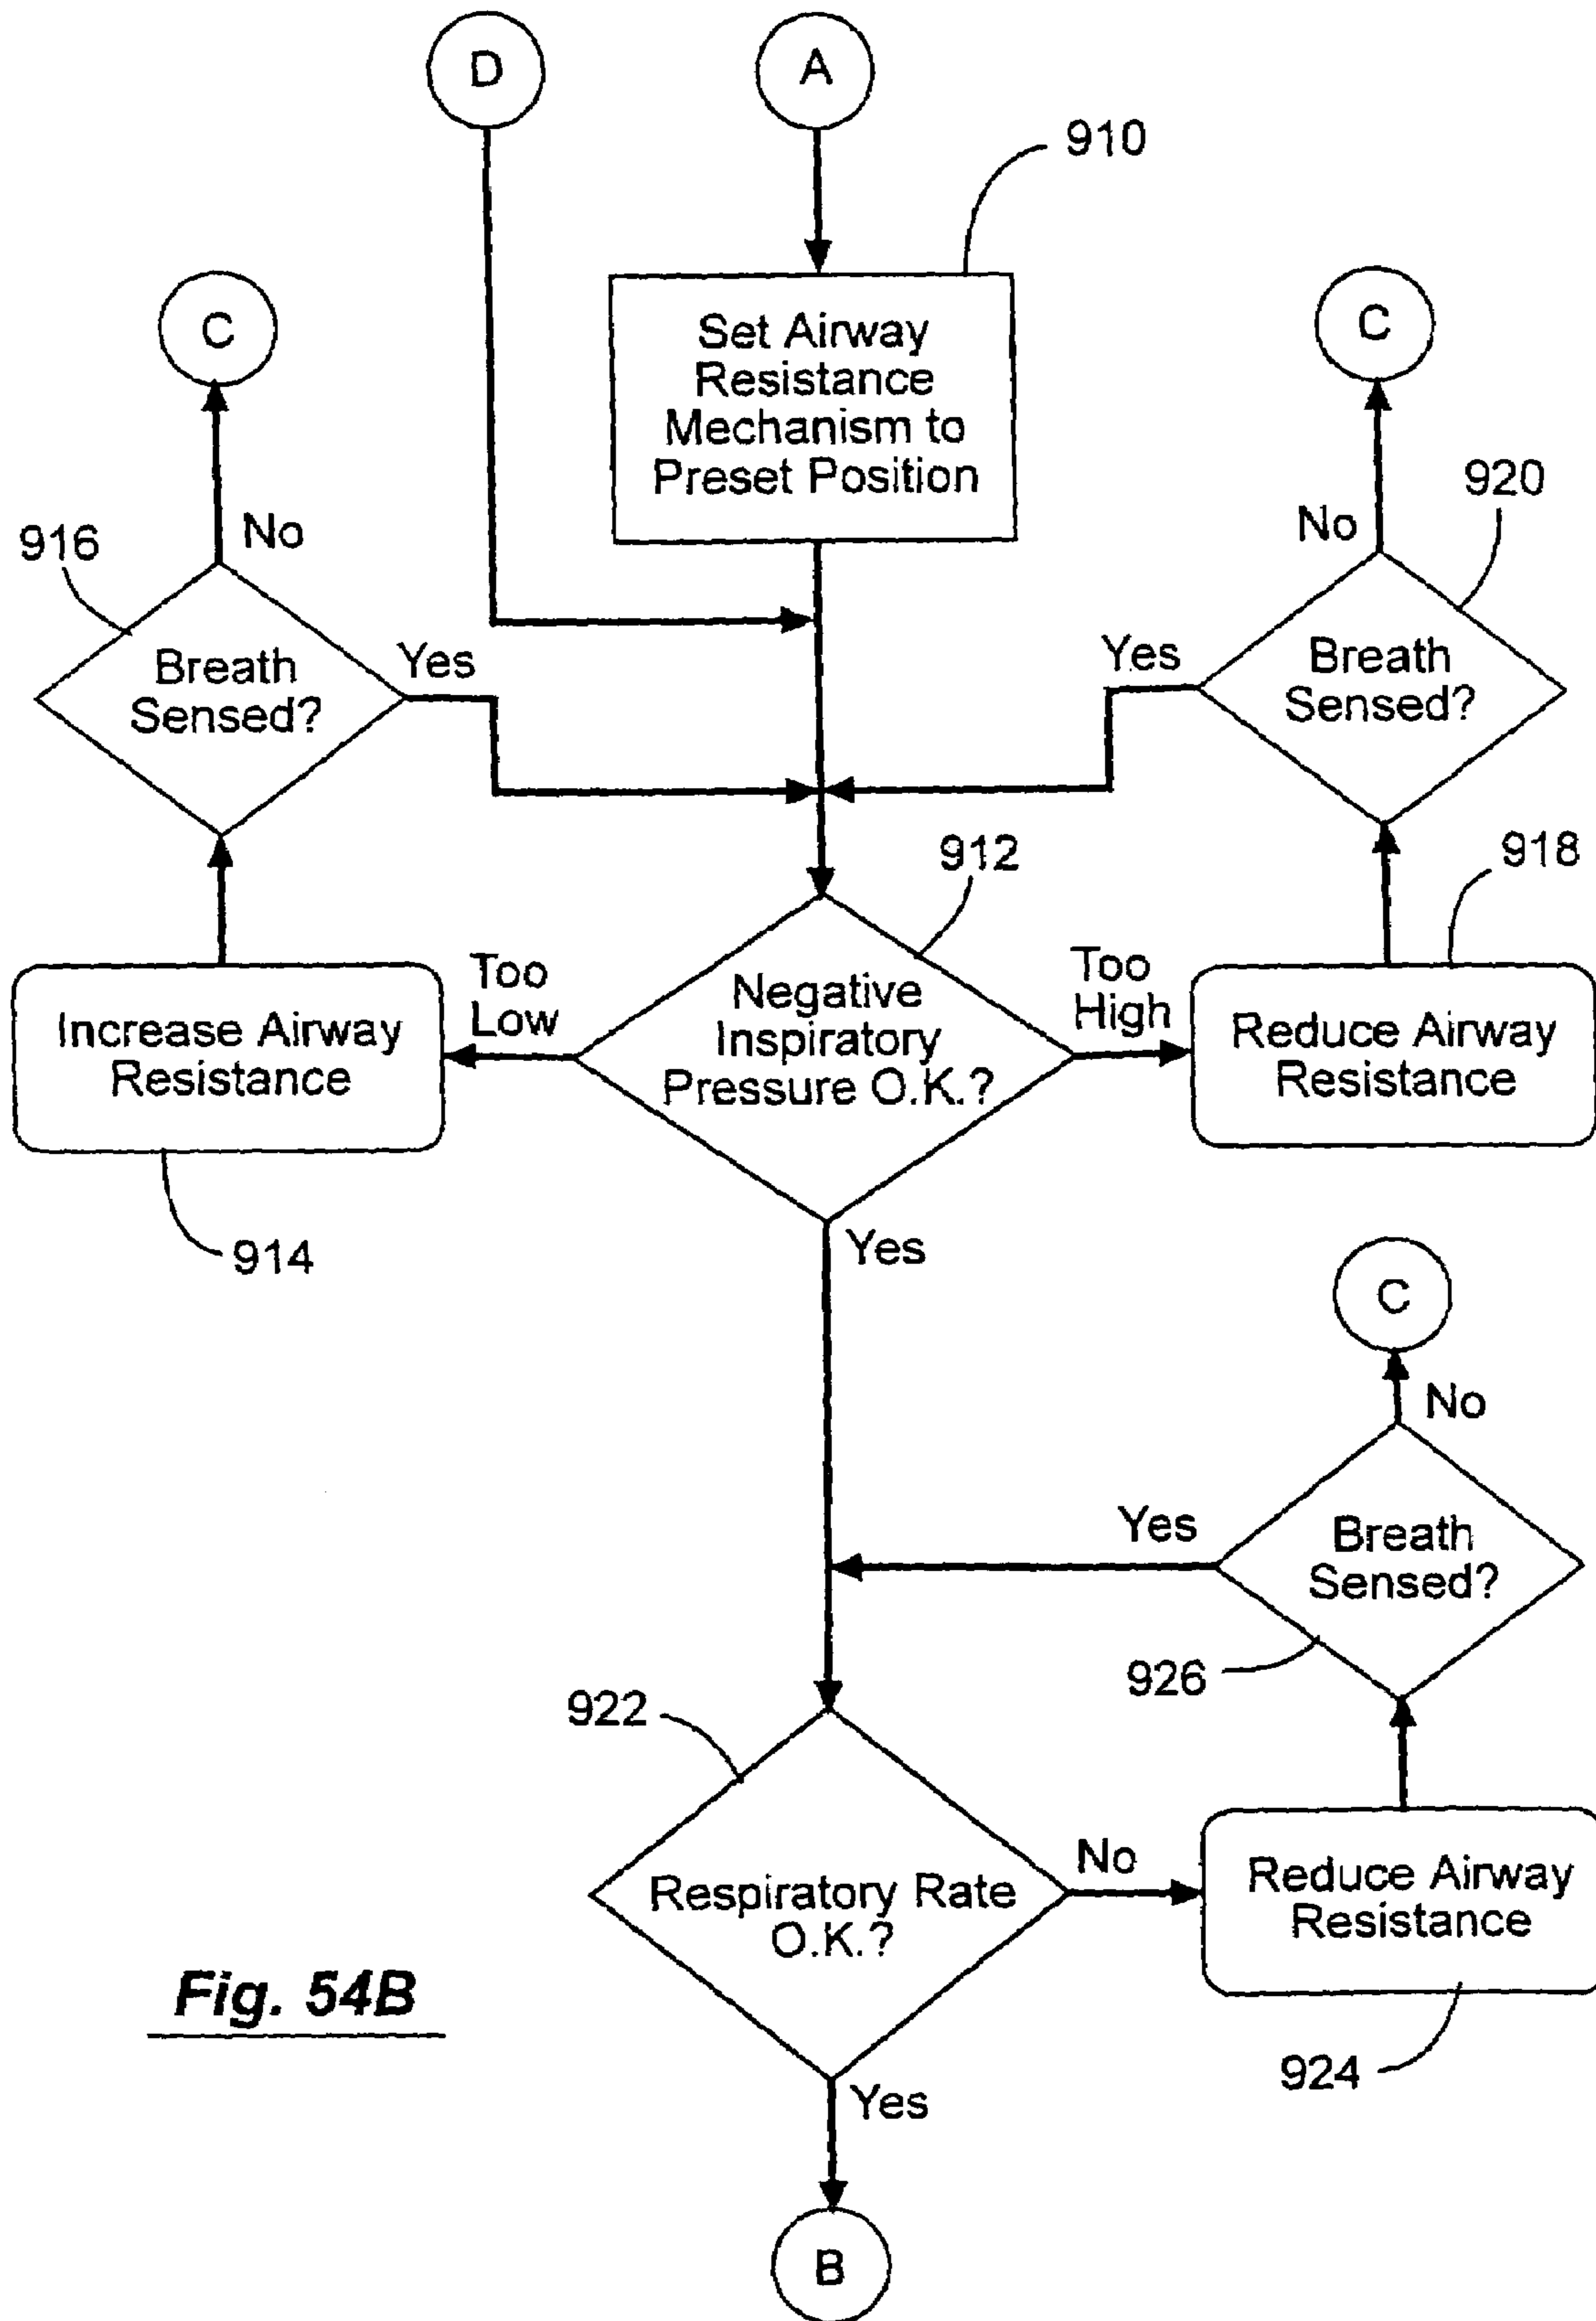 D
A
910
Set Airway
Resistance
Mechanism to
Preset Position
C
C
916
No
Breath
Sensed?
Yes
920
No
Yes
Breath
Sensed?
912
918
Too
Low
Negative
Inspiratory
Pressure O.K.?
Too
High
Increase Airway
Resistance
Reduce Airway
Resistance
914
Yes
C
No
Yes
Breath
Sensed?
926
922
Respiratory Rate
O.K.?
No
Reduce Airway
Resistance
924
Fig. 54B
Yes
B